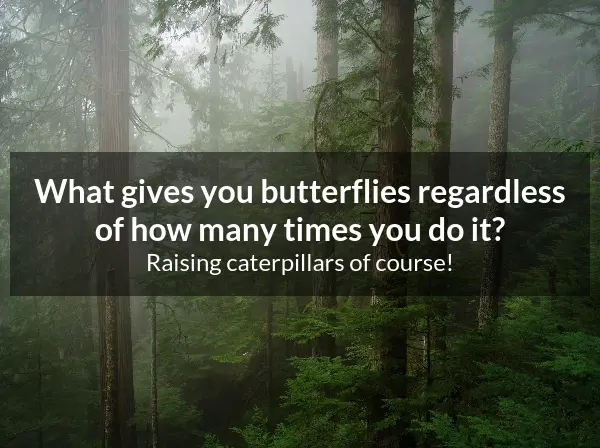 What gives you butterflies regardless
of how many times you do it?
Raising caterpillars of course!